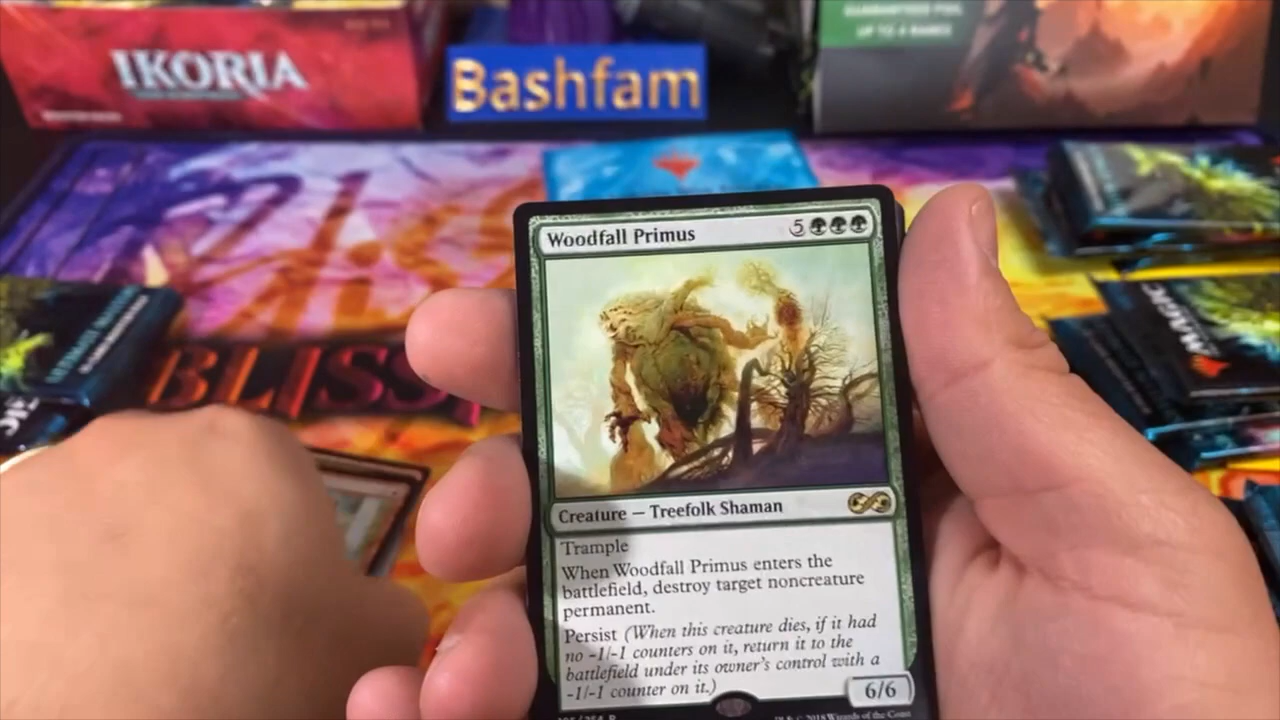 IKORIA
Bashfam
Woodfall Primus
5
BLISS
MAGIC
Creature — Treefolk Shaman
Trample
When Woodfall Primus enters the
battlefield, destroy target noncreature
permanent.
Persist (When this creature dies, if it had
no -1/-1 counters on it, return it to the
battlefield under its owner's control with a
-1/-1 counter on it.)
6/6